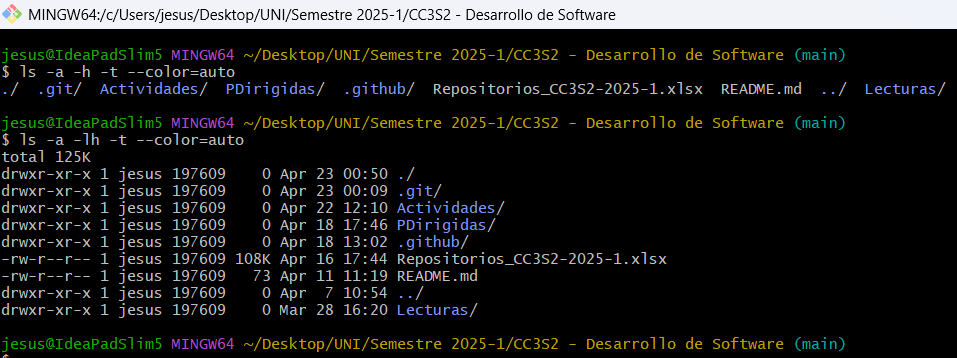 MINGW64:/c/Users/jesus/Desktop/UNI/Semestre 2025-1/CC3S2 - Desarrollo de Software
jesus@IdeaPadSlim5 MINGW64 ~/Desktop/UNI/Semestre 2025-1/CC3S2 - Desarrollo de Software (main)
$ ls -a -h -t --color=auto
./  .git/  Actividades/  PDirigidas/  .github/  Repositorios_CC3S2-2025-1.xlsx  README.md  ../  Lecturas/
jesus@IdeaPadSlim5 MINGW64 ~/Desktop/UNI/Semestre 2025-1/CC3S2 - Desarrollo de Software (main)
$ ls -a -lh -t --color=auto
total 125K
drwxr-xr-x 1 jesus 197609    0 Apr 23 00:50 ./
drwxr-xr-x 1 jesus 197609    0 Apr 23 00:09 .git/
drwxr-xr-x 1 jesus 197609    0 Apr 22 12:10 Actividades/
drwxr-xr-x 1 jesus 197609    0 Apr 18 17:46 PDirigidas/
drwxr-xr-x 1 jesus 197609    0 Apr 18 13:02 .github/
-rw-r--r-- 1 jesus 197609 108K Apr 16 17:44 Repositorios_CC3S2-2025-1.xlsx
-rw-r--r-- 1 jesus 197609   73 Apr 11 11:19 README.md
drwxr-xr-x 1 jesus 197609    0 Apr  7 10:54 ../
drwxr-xr-x 1 jesus 197609    0 Mar 28 16:20 Lecturas/
jesus@IdeaPadSlim5 MINGW64 ~/Desktop/UNI/Semestre 2025-1/CC3S2 - Desarrollo de Software (main)
$